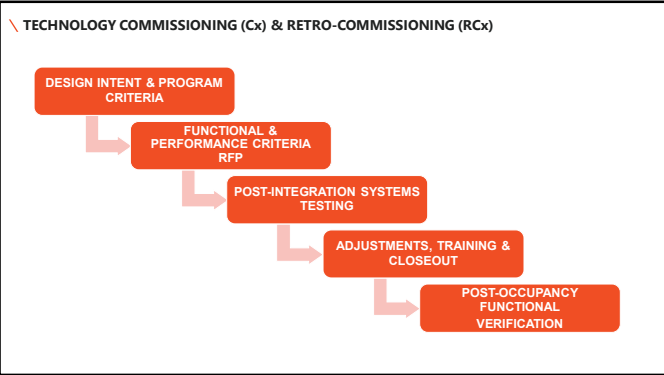 TECHNOLOGY COMMISSIONING (Cx) & RETRO-COMMISSIONING (RCx)
DESIGN INTENT & PROGRAM
CRITERIA
FUNCTIONAL &
PERFORMANCE CRITERIA
RFP
POST-INTEGRATION SYSTEMS
TESTING
ADJUSTMENTS, TRAINING &
CLOSEOUT
POST-OCCUPANCY
FUNCTIONAL
VERIFICATION